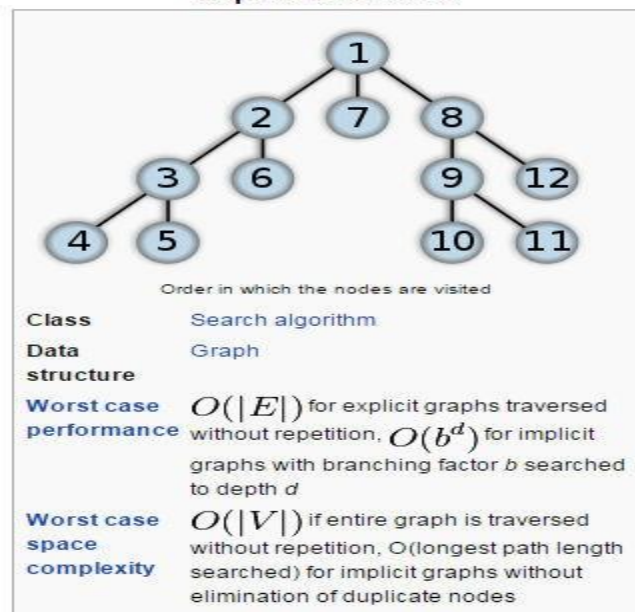 1
2 7 8
3 6 9 12
4 5 10 11
Order in which the nodes are visited
Class Search algorithm
Data structure Graph
Worst case performance O(|E|) for explicit graphs traversed
without repetition, O(b^d) for implicit
graphs with branching factor b searched
to depth d
Worst case space complexity O(|V|) if entire graph is traversed
without repetition, O(longest path length
searched) for implicit graphs without
elimination of duplicate nodes